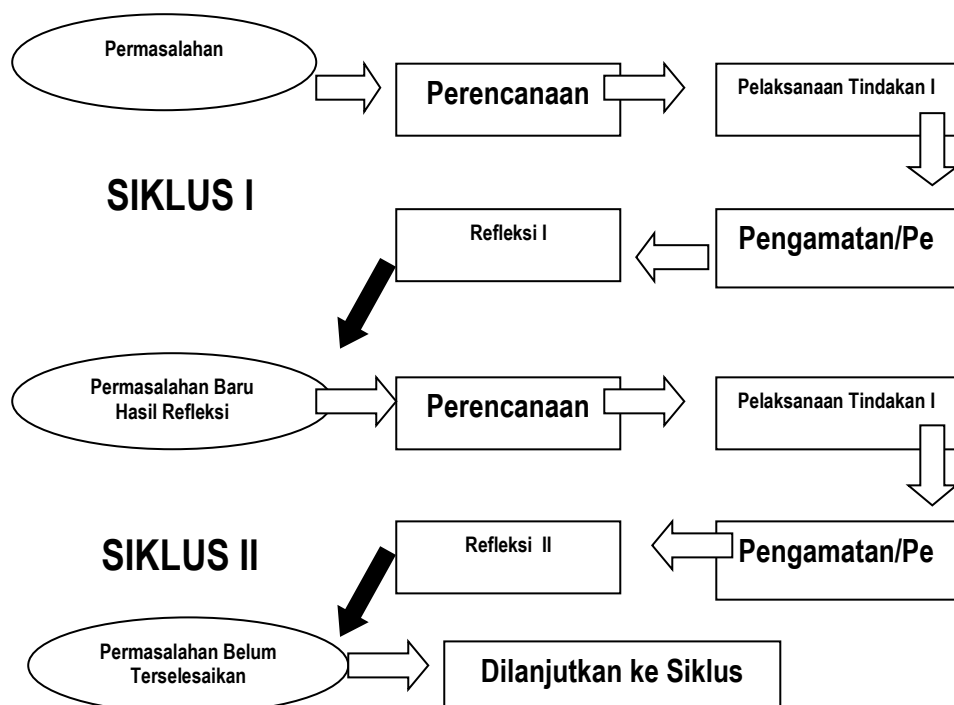 Permasalahan
Perencanaan
Pelaksanaan Tindakan I
SIKLUS I
Refleksi I
Pengamatan/Pe
Permasalahan Baru
Hasil Refleksi
Perencanaan
Pelaksanaan Tindakan I
SIKLUS II
Refleksi II
Pengamatan/Pe
Permasalahan Belum
Terselesaikan
Dilanjutkan ke Siklus